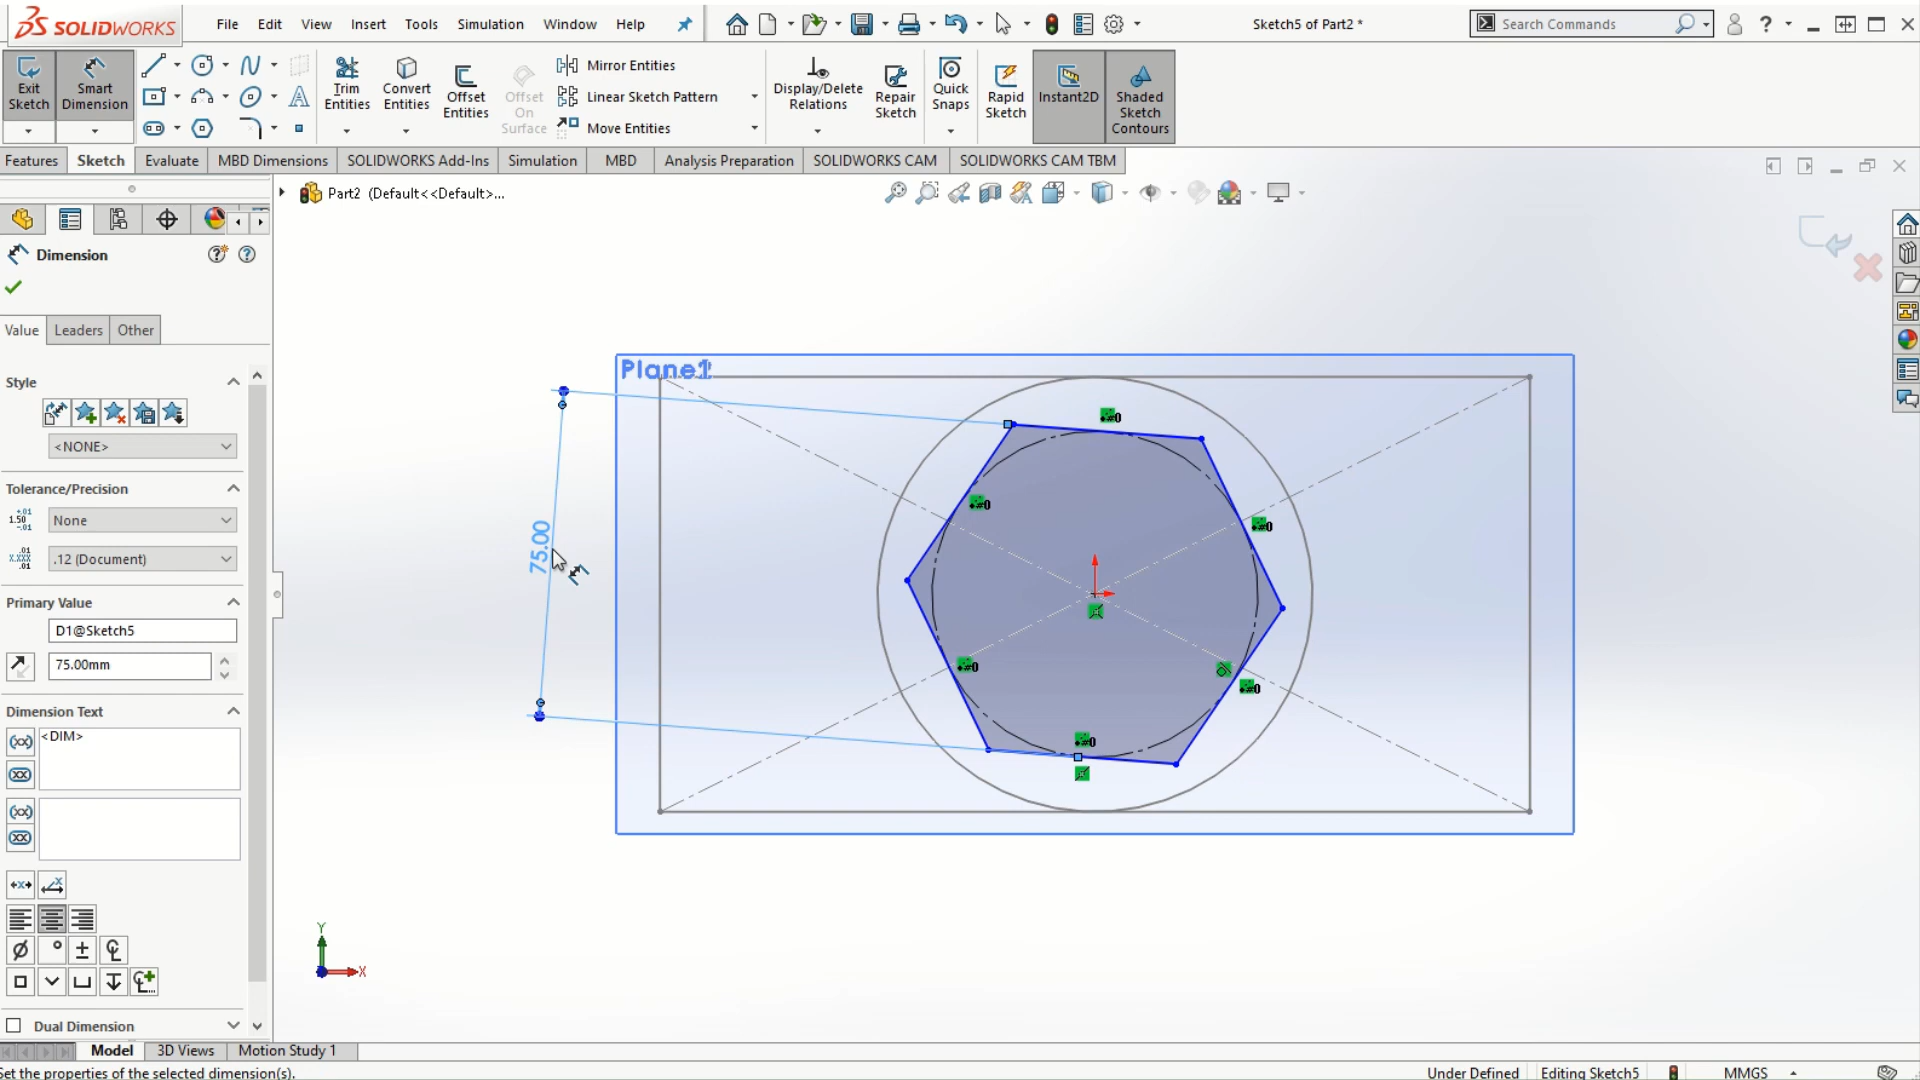 SOLIDWORKS File Edit View Insert Tools Simulation Window Help Sketch5 of Part2 * Search Commands ?
Exit Sketch
Smart Dimension
Trim Entities
Convert Entities
Offset Entities
Offset On Surface
Mirror Entities
Linear Sketch Pattern
Move Entities
Display/Delete Relations
Repair Sketch
Quick Snaps
Rapid Sketch
Instant2D
Shaded Sketch Contours
Features Sketch Evaluate MBD Dimensions SOLIDWORKS Add-Ins Simulation MBD Analysis Preparation SOLIDWORKS CAM SOLIDWORKS CAM TBM
Part2 (Default<<Default>...
Dimension
Value Leaders Other
Style
<NONE>
Tolerance/Precision
None
.12 (Document)
Primary Value
D1@Sketch5
75.00mm
Dimension Text
<DIM>
Dual Dimension
75.00
Y
X
Model 3D Views Motion Study 1
Set the properties of the selected dimension(s). Under Defined Editing Sketch5 MMGS